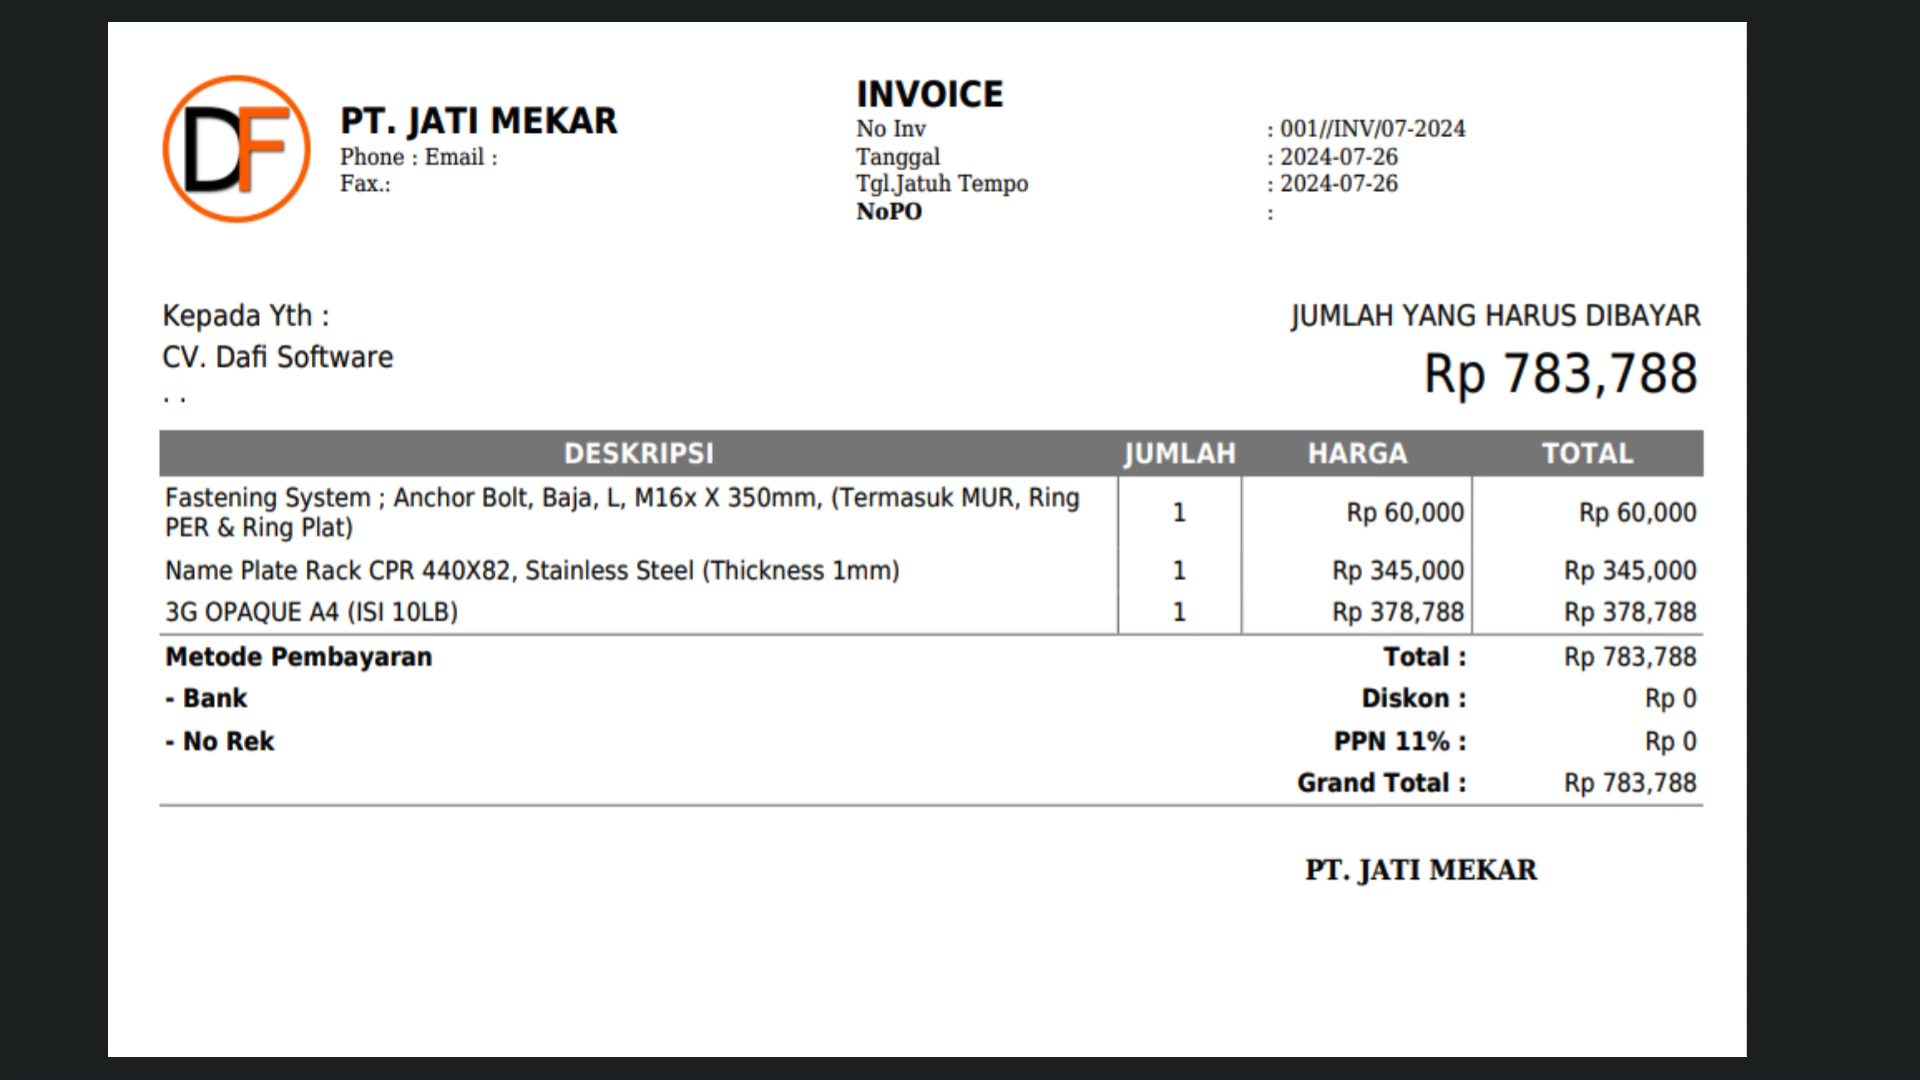 DF
PT. JATI MEKAR
Phone : Email :
Fax.:
INVOICE
No Inv : 001//INV/07-2024
Tanggal : 2024-07-26
Tgl.Jatuh Tempo : 2024-07-26
NoPO :
Kepada Yth :
CV. Dafi Software
. .
JUMLAH YANG HARUS DIBAYAR
Rp 783,788
DESKRIPSI JUMLAH HARGA TOTAL
Fastening System ; Anchor Bolt, Baja, L, M16x X 350mm, (Termasuk MUR, Ring
PER & Ring Plat) 1 Rp 60,000 Rp 60,000
Name Plate Rack CPR 440X82, Stainless Steel (Thickness 1mm) 1 Rp 345,000 Rp 345,000
3G OPAQUE A4 (ISI 10LB) 1 Rp 378,788 Rp 378,788
Metode Pembayaran Total : Rp 783,788
- Bank Diskon : Rp 0
- No Rek PPN 11% : Rp 0
Grand Total : Rp 783,788
PT. JATI MEKAR